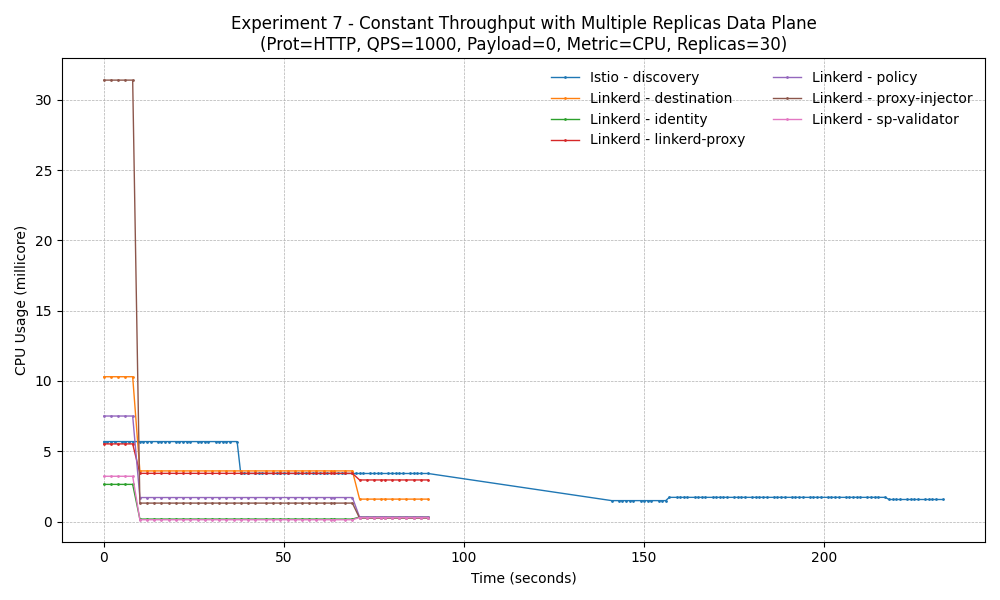 Experiment 7 - Constant Throughput with Multiple Replicas Data Plane
(Prot=HTTP, QPS=1000, Payload=0, Metric=CPU, Replicas=30)
Istio - discovery
Linkerd - destination
Linkerd - identity
Linkerd - linkerd-proxy
Linkerd - policy
Linkerd - proxy-injector
Linkerd - sp-validator
CPU Usage (millicore)
30
25
20
15
10
5
0
0
50
100
150
200
Time (seconds)